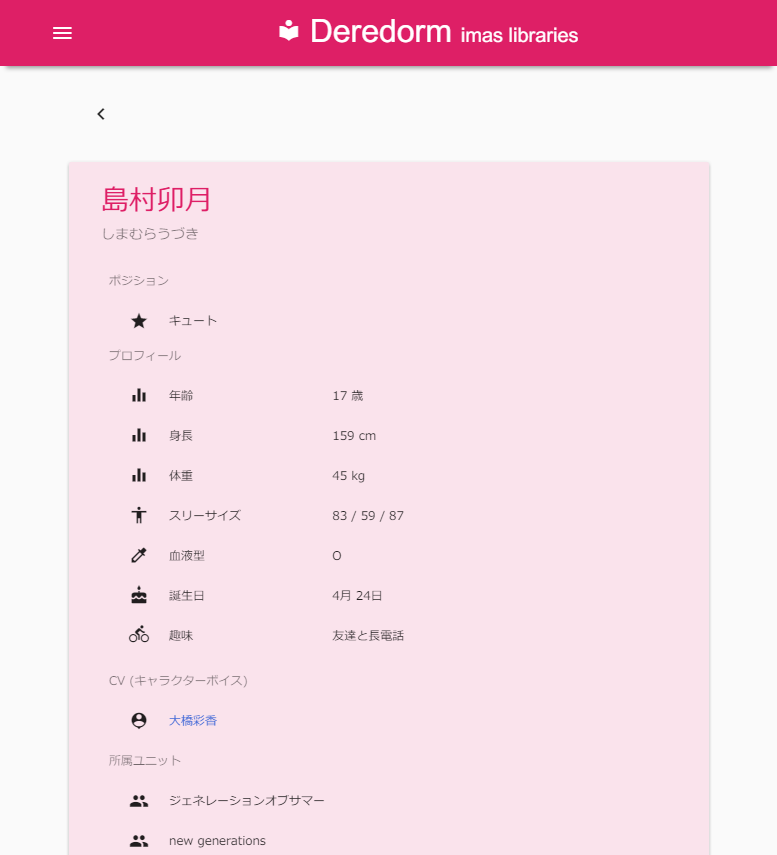 Deredorm imas libraries
島村卯月
しまむらうづき
ポジション
キュート
プロフィール
年齢 17 歳
身長 159 cm
体重 45 kg
スリーサイズ 83 / 59 / 87
血液型 O
誕生日 4月 24日
趣味 友達と長電話
CV (キャラクターボイス)
大橋彩香
所属ユニット
ジェネレーションオブサマー
new generations